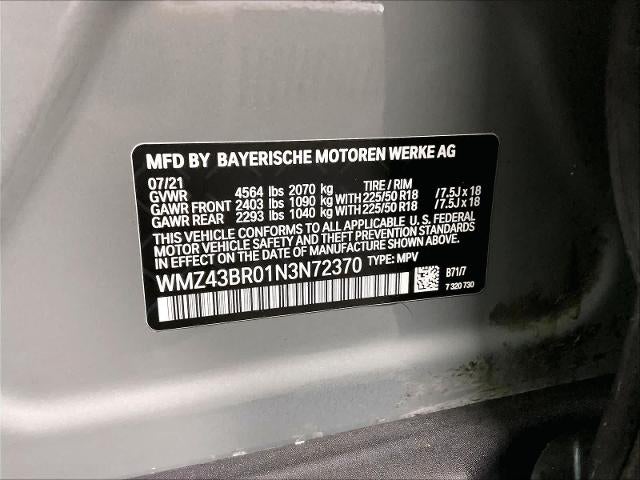 MFD BY BAYERISCHE MOTOREN WERKE AG
07/21
GVWR 4564 lbs 2070 kg TIRE / RIM
GAWR FRONT 2403 lbs 1090 kg WITH 225/50 R18 / 7.5J x 18
GAWR REAR 2293 lbs 1040 kg WITH 225/50 R18 / 7.5J x 18
THIS VEHICLE CONFORMS TO ALL APPLICABLE U. S. FEDERAL
MOTOR VEHICLE SAFETY AND THEFT PREVENTION STANDARDS
IN EFFECT ON THE DATE OF MANUFACTURE SHOWN ABOVE.
WMZ43BR01N3N72370 TYPE: MPV
B71/7
7 320 730